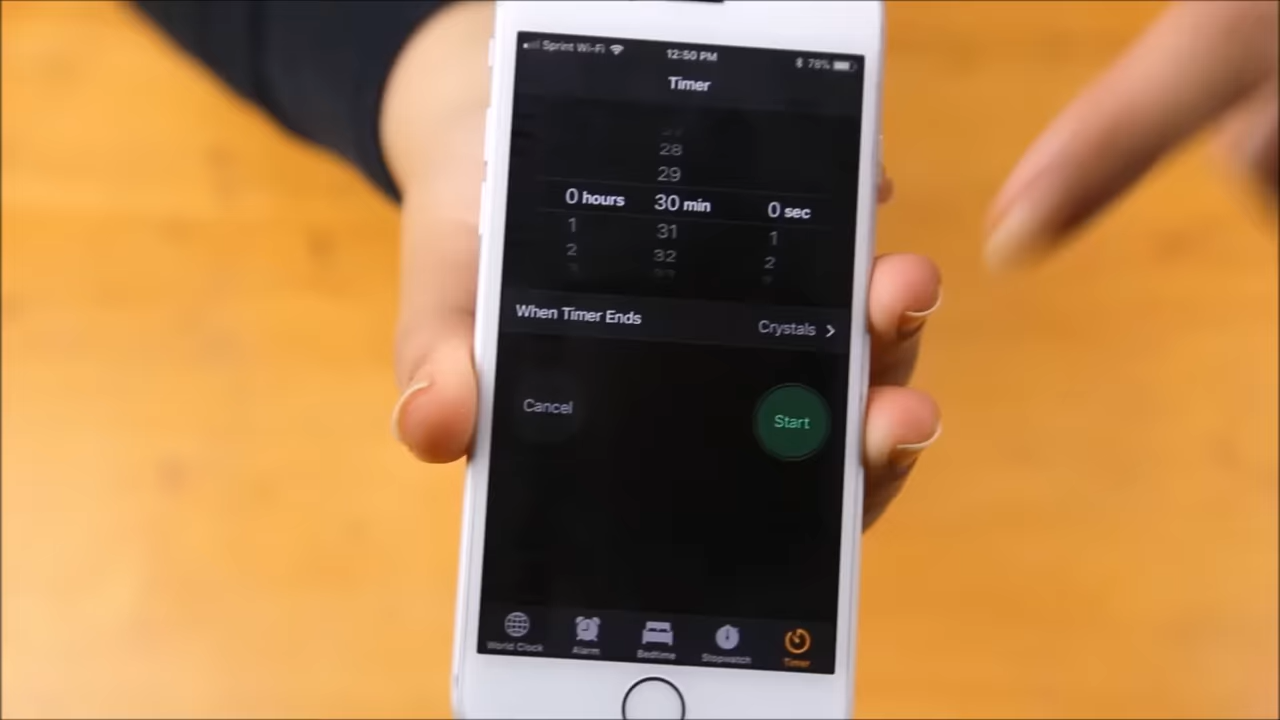 Sprint Wi-Fi 12:50 PM 78%
Timer
28
29
0 hours 30 min 0 sec
1 31 1
2 32 2
When Timer Ends Crystals
Cancel Start
World Clock Alarm Bedtime Stopwatch Timer